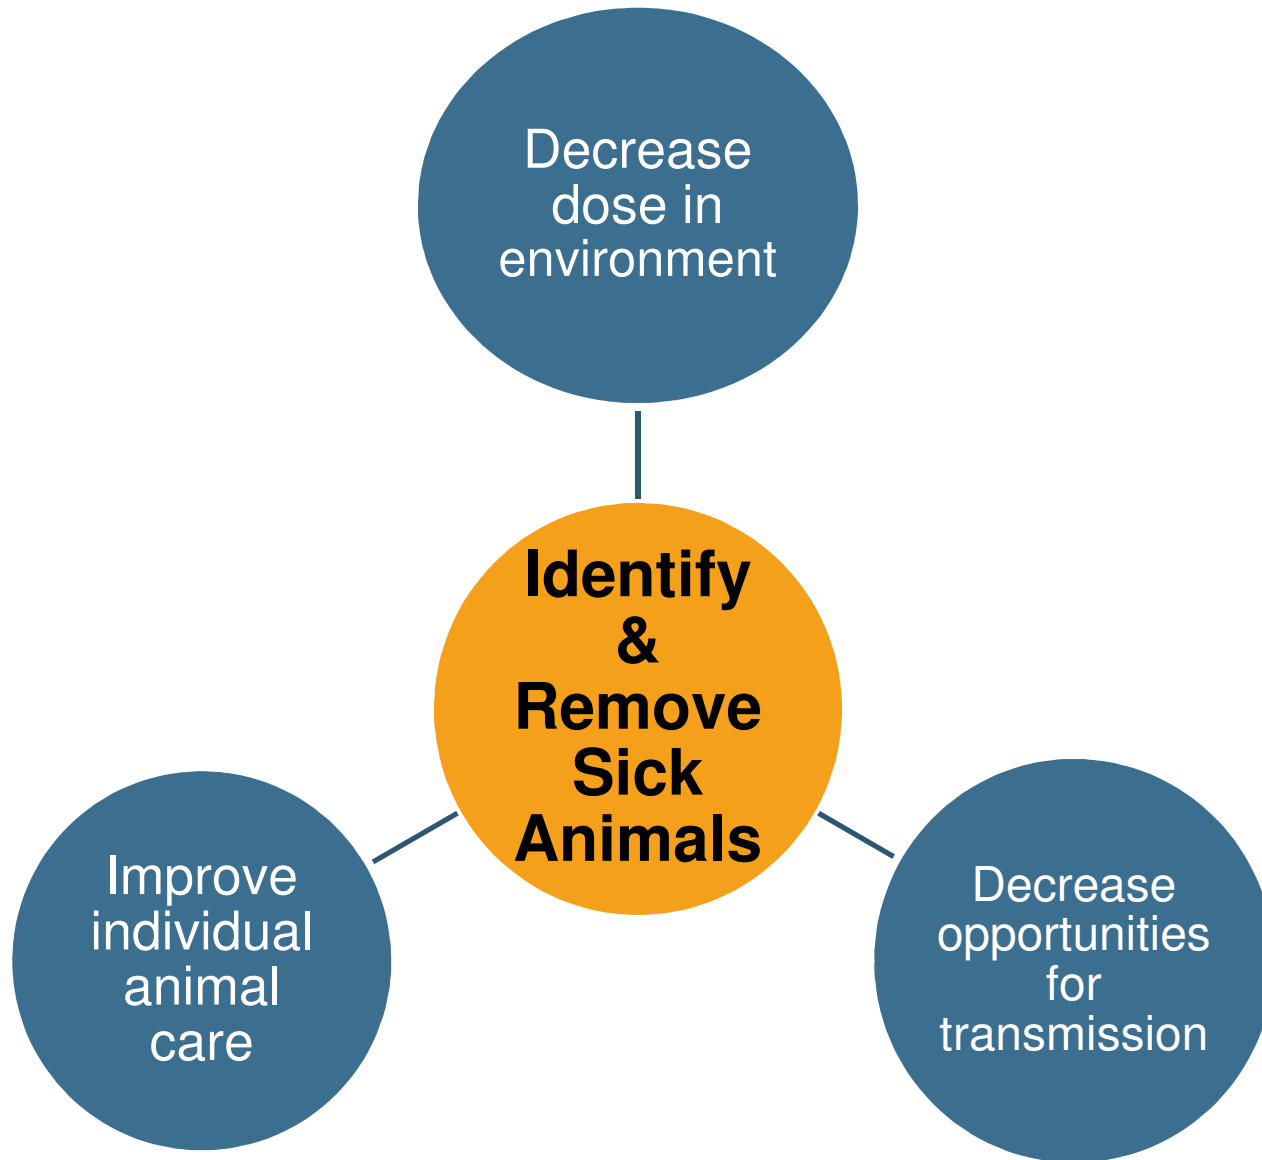 Decrease
dose in
environment
Identify
&
Remove
Sick
Animals
Improve
individual
animal
care
Decrease
opportunities
for
transmission